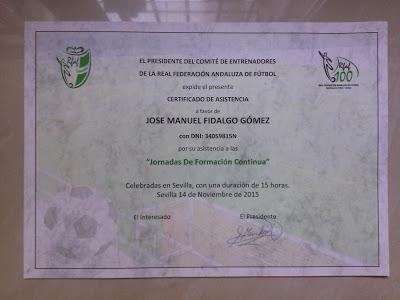 EL PRESIDENTE DEL COMITÉ DE ENTRENADORES
DE LA REAL FEDERACIÓN ANDALUZA DE FÚTBOL
expide el presente
CERTIFICADO DE ASISTENCIA
a favor de
JOSE MANUEL FIDALGO GÓMEZ
con DNI: 34059815N
por su asistencia a las
"Jornadas De Formación Continua"
Celebradas en Sevilla, con una duración de 15 horas.
Sevilla 14 de Noviembre de 2015
El Interesado
El Presidente
100